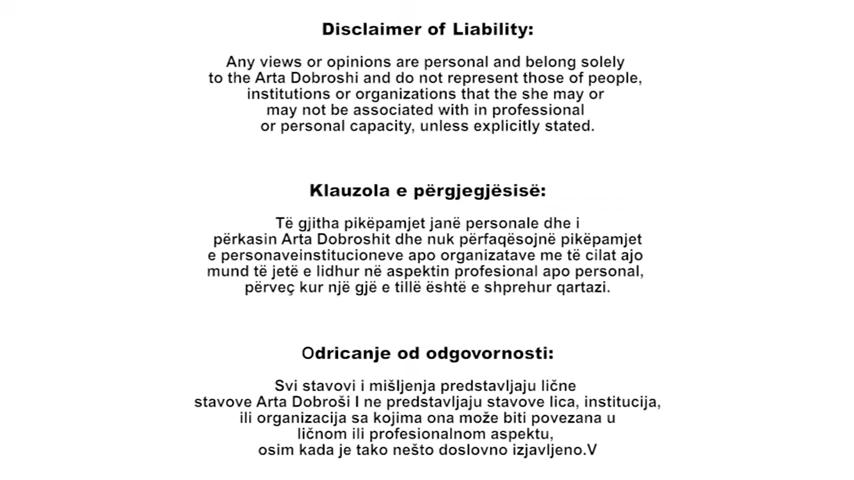 Disclaimer of Liability:
Any views or opinions are personal and belong solely
to the Arta Dobroshi and do not represent those of people,
institutions or organizations that the she may or
may not be associated with in professional
or personal capacity, unless explicitly stated.
Klauzola e përgjegjësisë:
Të gjitha pikëpamjet janë personale dhe i
përkasin Arta Dobroshit dhe nuk përfaqësojnë pikëpamjet
e personaveinstitucioneve apo organizatave me të cilat ajo
mund të jetë e lidhur në aspektin profesional apo personal,
përveç kur një gjë e tillë është e shprehur qartazi.
Odricanje od odgovornosti:
Svi stavovi i mišljenja predstavljaju lične
stavove Arta Dobroši I ne predstavljaju stavove lica, institucija,
ili organizacija sa kojima ona može biti povezana u
ličnom ili profesionalnom aspektu,
osim kada je tako nešto doslovno izjavljeno.V